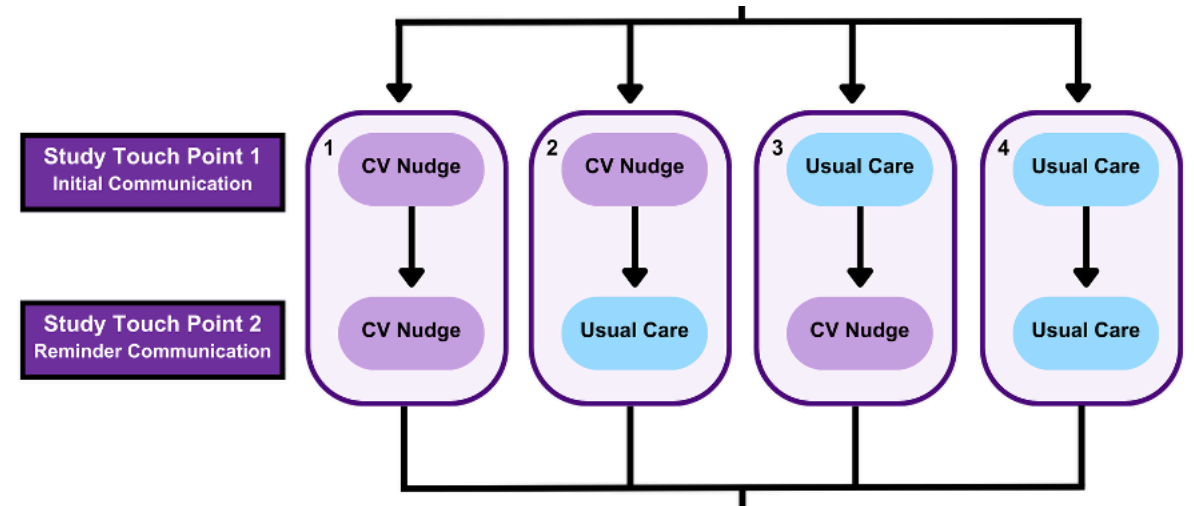 Study Touch Point 1
Initial Communication
1
CV Nudge
2
CV Nudge
3
Usual Care
4
Usual Care
Study Touch Point 2
Reminder Communication
CV Nudge
Usual Care
CV Nudge
Usual Care